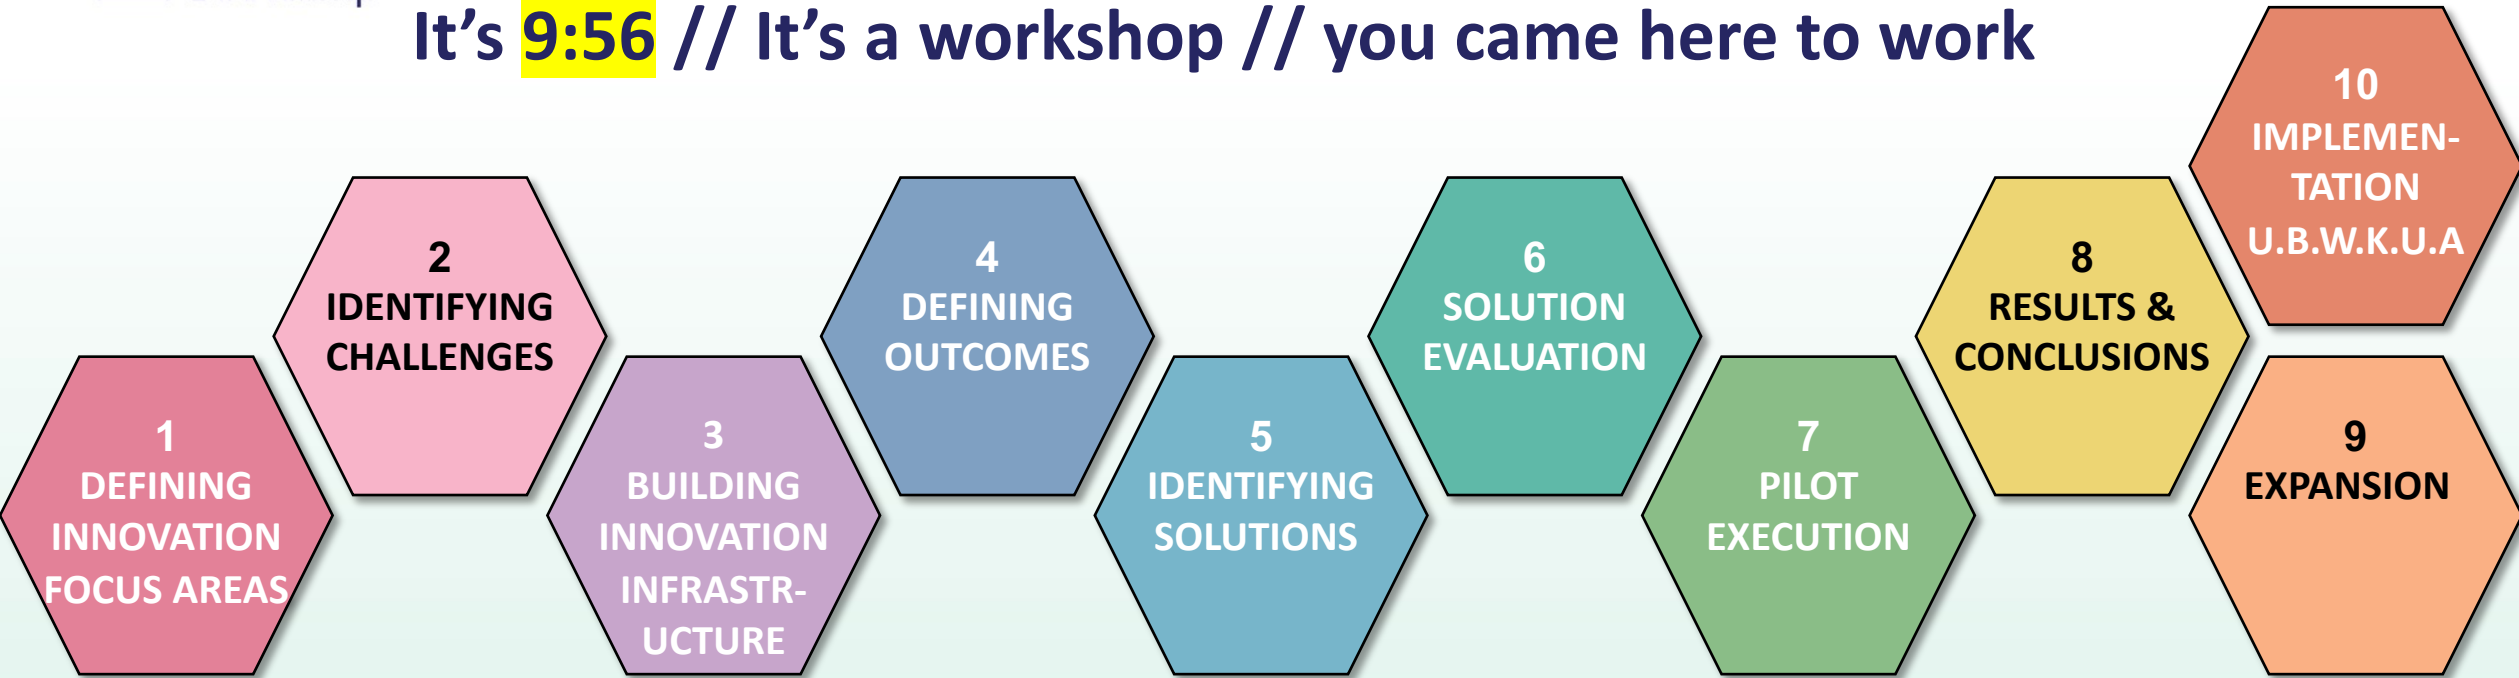 It’s 9:56 // It’s a workshop // you came here to work
1
DEFINING
INNOVATION
FOCUS AREAS
2
IDENTIFYING
CHALLENGES
3
BUILDING
INNOVATION
INFRASTR-
UCTURE
4
DEFINING
OUTCOMES
5
IDENTIFYING
SOLUTIONS
6
SOLUTION
EVALUATION
7
PILOT
EXECUTION
8
RESULTS &
CONCLUSIONS
9
EXPANSION
10
IMPLEMEN-
TATION
U.B.W.K.U.A